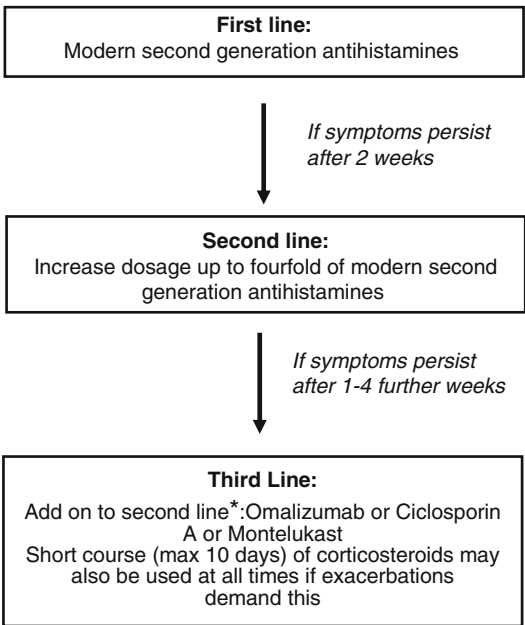 First line:
Modern second generation antihistamines
If symptoms persist
after 2 weeks
Second line:
Increase dosage up to fourfold of modern second
generation antihistamines
If symptoms persist
after 1-4 further weeks
Third Line:
Add on to second line*:Omalizumab or Ciclosporin
A or Montelukast
Short course (max 10 days) of corticosteroids may
also be used at all times if exacerbations
demand this